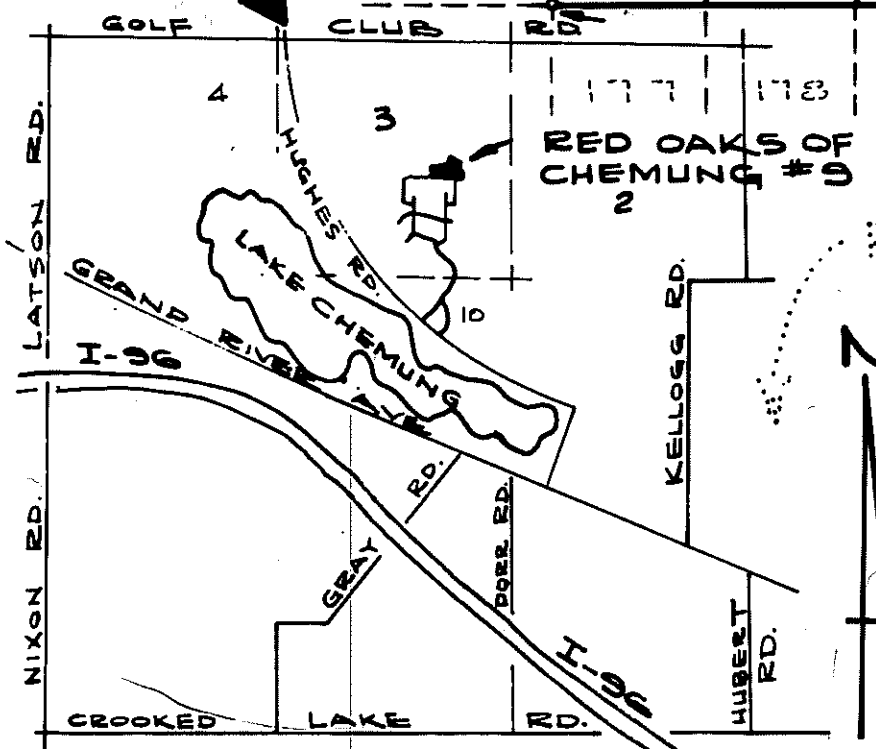 GOLF CLUB RD.
4
3
177
178
RED OAKS OF
CHEMUNG #9
2
LATSON RD.
HUGHES RD.
LAKE CHEMUNG
GRAND RIVER AVE
I-96
10
KELLOGG RD.
N
NIXON RD.
GRAY RD.
DORR RD.
I-96
HUBERT RD.
CROOKED LAKE RD.